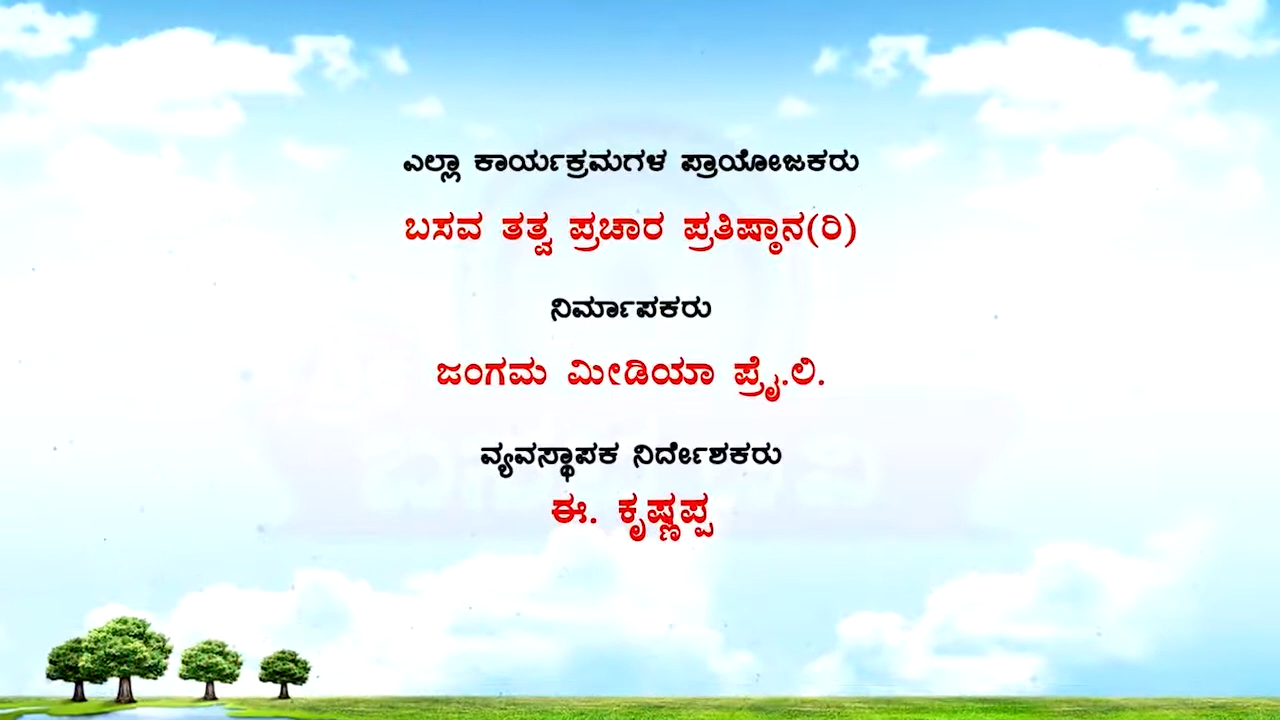 ಎಲ್ಲಾ ಕಾರ್ಯಕ್ರಮಗಳ ಪ್ರಾಯೋಜಕರು
ಬಸವ ತತ್ವ ಪ್ರಚಾರ ಪ್ರತಿಷ್ಠಾನ(ರಿ)
ನಿರ್ಮಾಪಕರು
ಜಂಗಮ ಮೀಡಿಯಾ ಪ್ರೈ.ಲಿ.
ವ್ಯವಸ್ಥಾಪಕ ನಿರ್ದೇಶಕರು
ಈ. ಕೃಷ್ಣಪ್ಪ